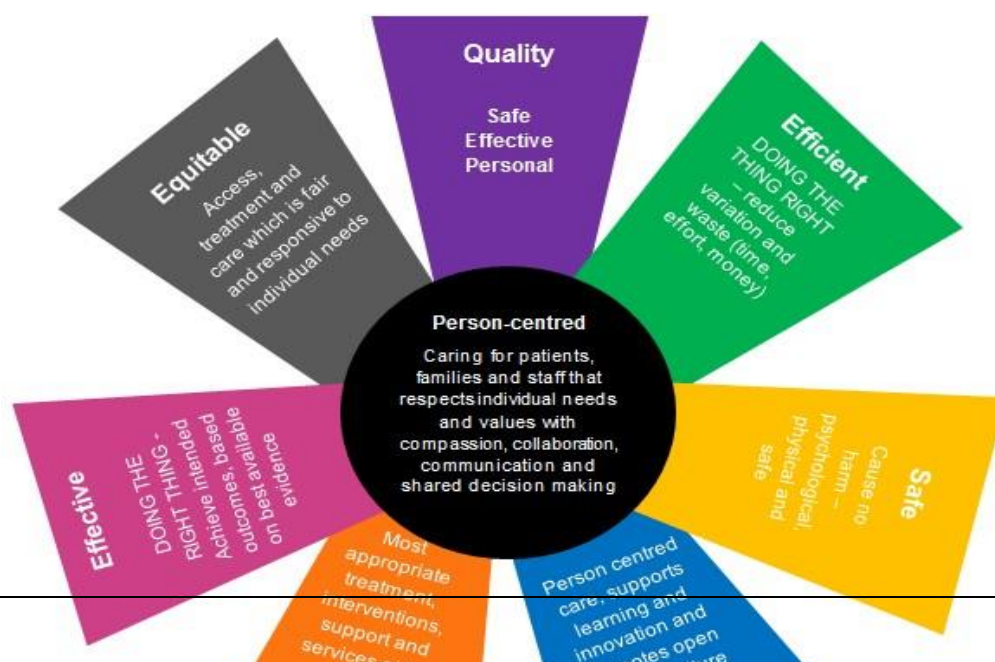 Quality
Safe
Effective
Personal
Efficient
DOING THE
THING RIGHT
– reduce
variation and
waste (time,
effort, money)
Safe
Cause no
harm –
psychological,
physical and
safe
Person centred
care, supports
learning and
innovation and
open
Most
appropriate
treatment,
interventions,
support and
services
Effective
DOING THE
RIGHT THING -
Achieve intended
outcomes, based
on best available
evidence
Equitable
Access,
treatment and
care which is fair
and responsive to
individual needs
Person-centred
Caring for patients,
families and staff that
respects individual needs
and values with
compassion, collaboration,
communication and
shared decision making